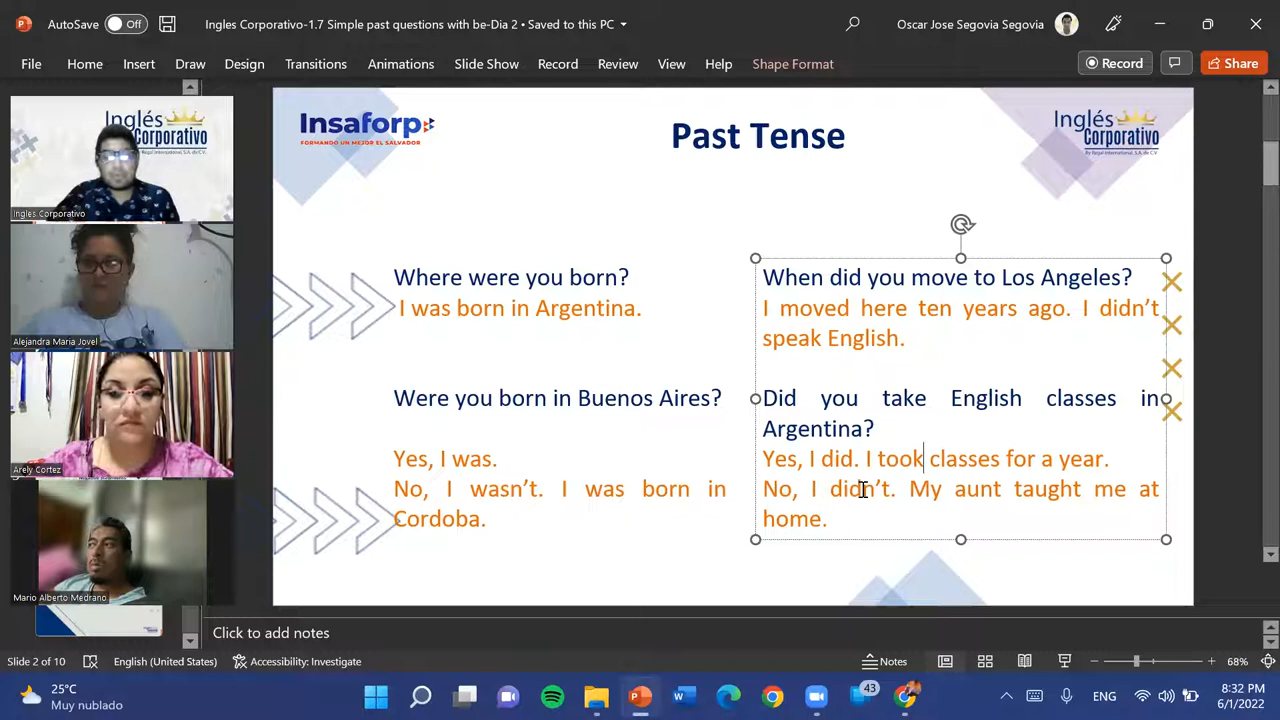 AutoSave Off Ingles Corporativo-1.7 Simple past questions with be-Dia 2 • Saved to this PC Oscar Jose Segovia Segovia
File Home Insert Draw Design Transitions Animations Slide Show Record Review View Help Shape Format Record Share
Inglés
Corporativo
Ingles Corporativo
Alejandra Maria Jovel
Arely Cortez
Mario Alberto Medrano
Insaforp
FORMANDO UN MEJOR EL SALVADOR
Past Tense
Inglés
Corporativo
By Regal International, S.A. de C.V.
Where were you born?
I was born in Argentina.
Were you born in Buenos Aires?
Yes, I was.
No, I wasn't. I was born in
Cordoba.
When did you move to Los Angeles?
I moved here ten years ago. I didn't
speak English.
Did you take English classes in
Argentina?
Yes, I did. I took classes for a year.
No, I didn't. My aunt taught me at
home.
Click to add notes
Slide 2 of 10 English (United States) Accessibility: Investigate Notes 68%
25°C
Muy nublado
43
ENG
8:32 PM
6/1/2022